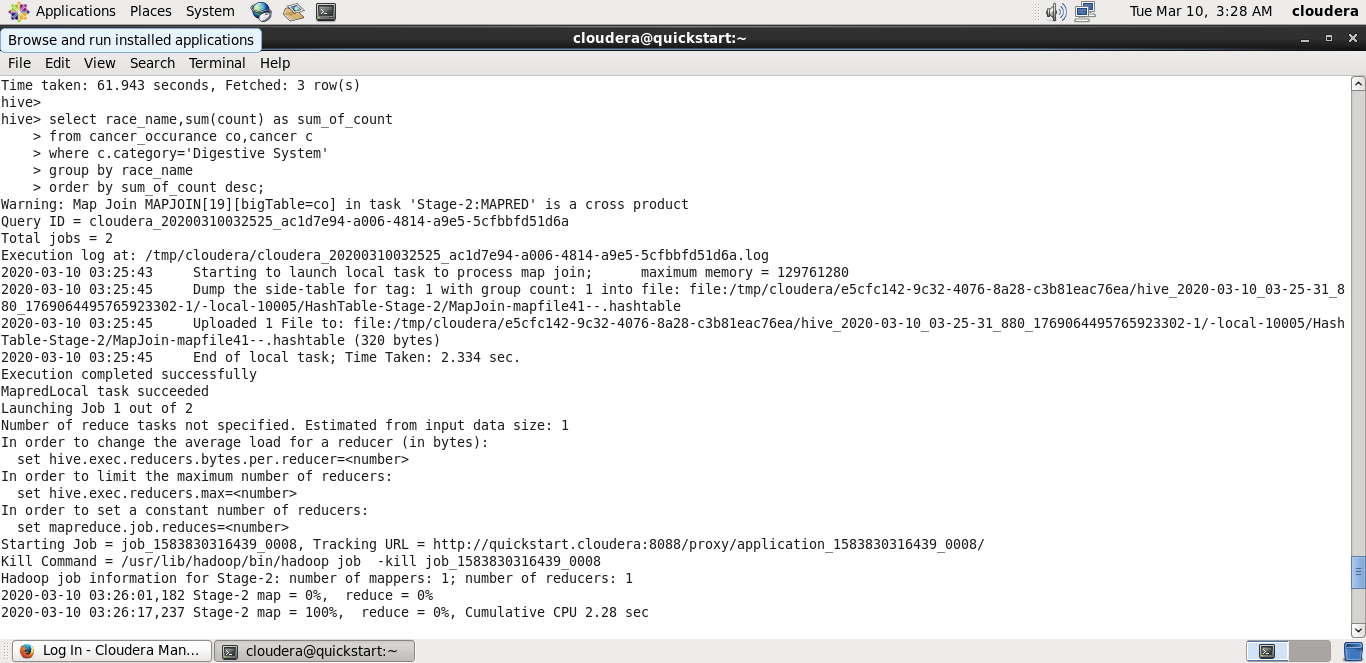 Applications Places System Tue Mar 10, 3:28 AM cloudera
Browse and run installed applications
cloudera@quickstart:~
File Edit View Search Terminal Help
Time taken: 61.943 seconds, Fetched: 3 row(s)
hive>
hive> select race_name,sum(count) as sum_of_count
    > from cancer_occurance co,cancer c
    > where c.category='Digestive System'
    > group by race_name
    > order by sum_of_count desc;
Warning: Map Join MAPJOIN[19][bigTable=co] in task 'Stage-2:MAPRED' is a cross product
Query ID = cloudera_20200310032525_ac1d7e94-a006-4814-a9e5-5cfbbfd51d6a
Total jobs = 2
Execution log at: /tmp/cloudera/cloudera_20200310032525_ac1d7e94-a006-4814-a9e5-5cfbbfd51d6a.log
2020-03-10 03:25:43     Starting to launch local task to process map join;      maximum memory = 129761280
2020-03-10 03:25:45     Dump the side-table for tag: 1 with group count: 1 into file: file:/tmp/cloudera/e5cfc142-9c32-4076-8a28-c3b81eac76ea/hive_2020-03-10_03-25-31_8
80_1769064495765923302-1/-local-10005/HashTable-Stage-2/MapJoin-mapfile41--.hashtable
2020-03-10 03:25:45     Uploaded 1 File to: file:/tmp/cloudera/e5cfc142-9c32-4076-8a28-c3b81eac76ea/hive_2020-03-10_03-25-31_880_1769064495765923302-1/-local-10005/Hash
Table-Stage-2/MapJoin-mapfile41--.hashtable (320 bytes)
2020-03-10 03:25:45     End of local task; Time Taken: 2.334 sec.
Execution completed successfully
MapredLocal task succeeded
Launching Job 1 out of 2
Number of reduce tasks not specified. Estimated from input data size: 1
In order to change the average load for a reducer (in bytes):
  set hive.exec.reducers.bytes.per.reducer=<number>
In order to limit the maximum number of reducers:
  set hive.exec.reducers.max=<number>
In order to set a constant number of reducers:
  set mapreduce.job.reduces=<number>
Starting Job = job_1583830316439_0008, Tracking URL = http://quickstart.cloudera:8088/proxy/application_1583830316439_0008/
Kill Command = /usr/lib/hadoop/bin/hadoop job  -kill job_1583830316439_0008
Hadoop job information for Stage-2: number of mappers: 1; number of reducers: 1
2020-03-10 03:26:01,182 Stage-2 map = 0%,  reduce = 0%
2020-03-10 03:26:17,237 Stage-2 map = 100%,  reduce = 0%, Cumulative CPU 2.28 sec
Log In - Cloudera Man... cloudera@quickstart:~